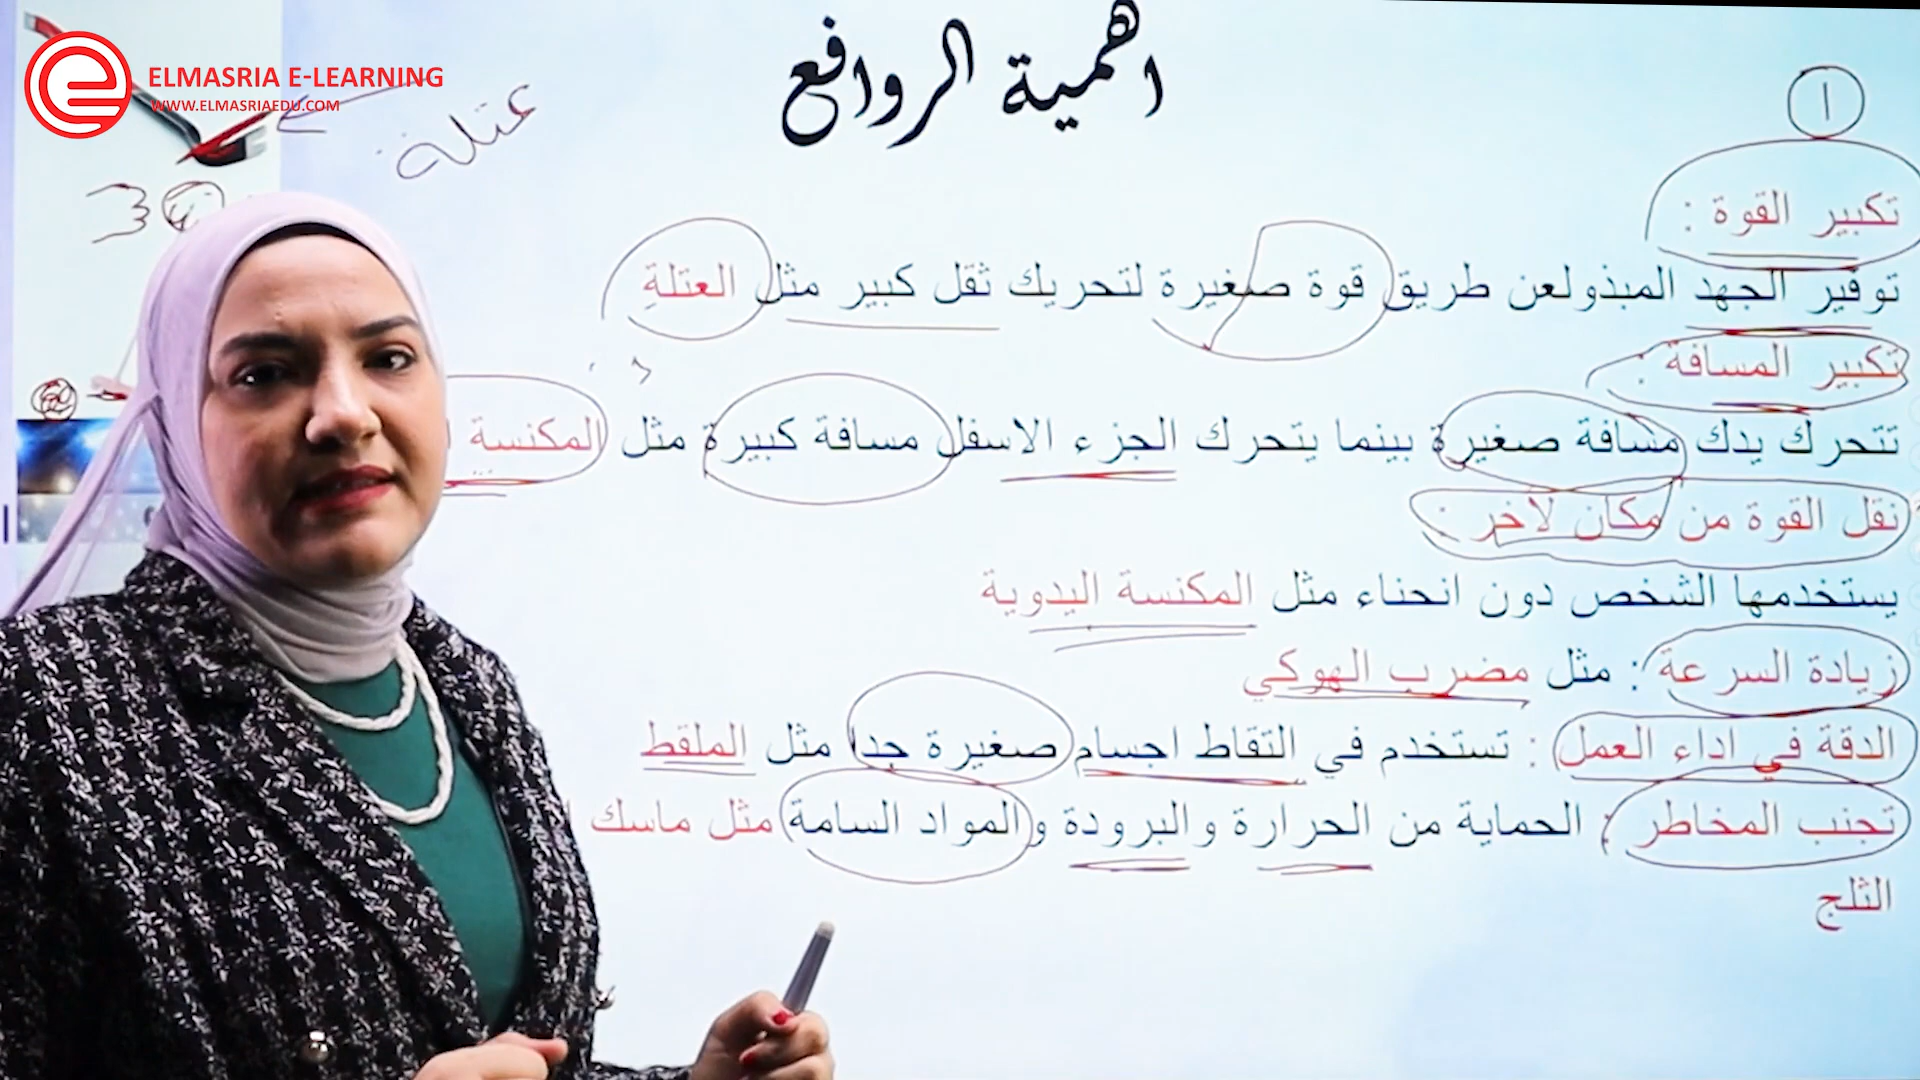 ELMASRIA E-LEARNING
WWW.ELMASRIAEDU.COM
اهمية الروافع
عتلة
١
تكبير القوة :
توفير الجهد المبذولعن طريق قوة صغيرة لتحريك ثقل كبير مثل العتلةِ
تكبير المسافة :
تتحرك يدك مسافة صغيرة بينما يتحرك الجزء الاسفل مسافة كبيرة مثل المكنسة
نقل القوة من مكان لآخر :
يستخدمها الشخص دون انحناء مثل المكنسة اليدوية
زيادة السرعة : مثل مضرب الهوكي
الدقة في اداء العمل : تستخدم في التقاط اجسام صغيرة جدا مثل الملقط
تجنب المخاطر : الحماية من الحرارة والبرودة والمواد السامة مثل ماسك
الثلج